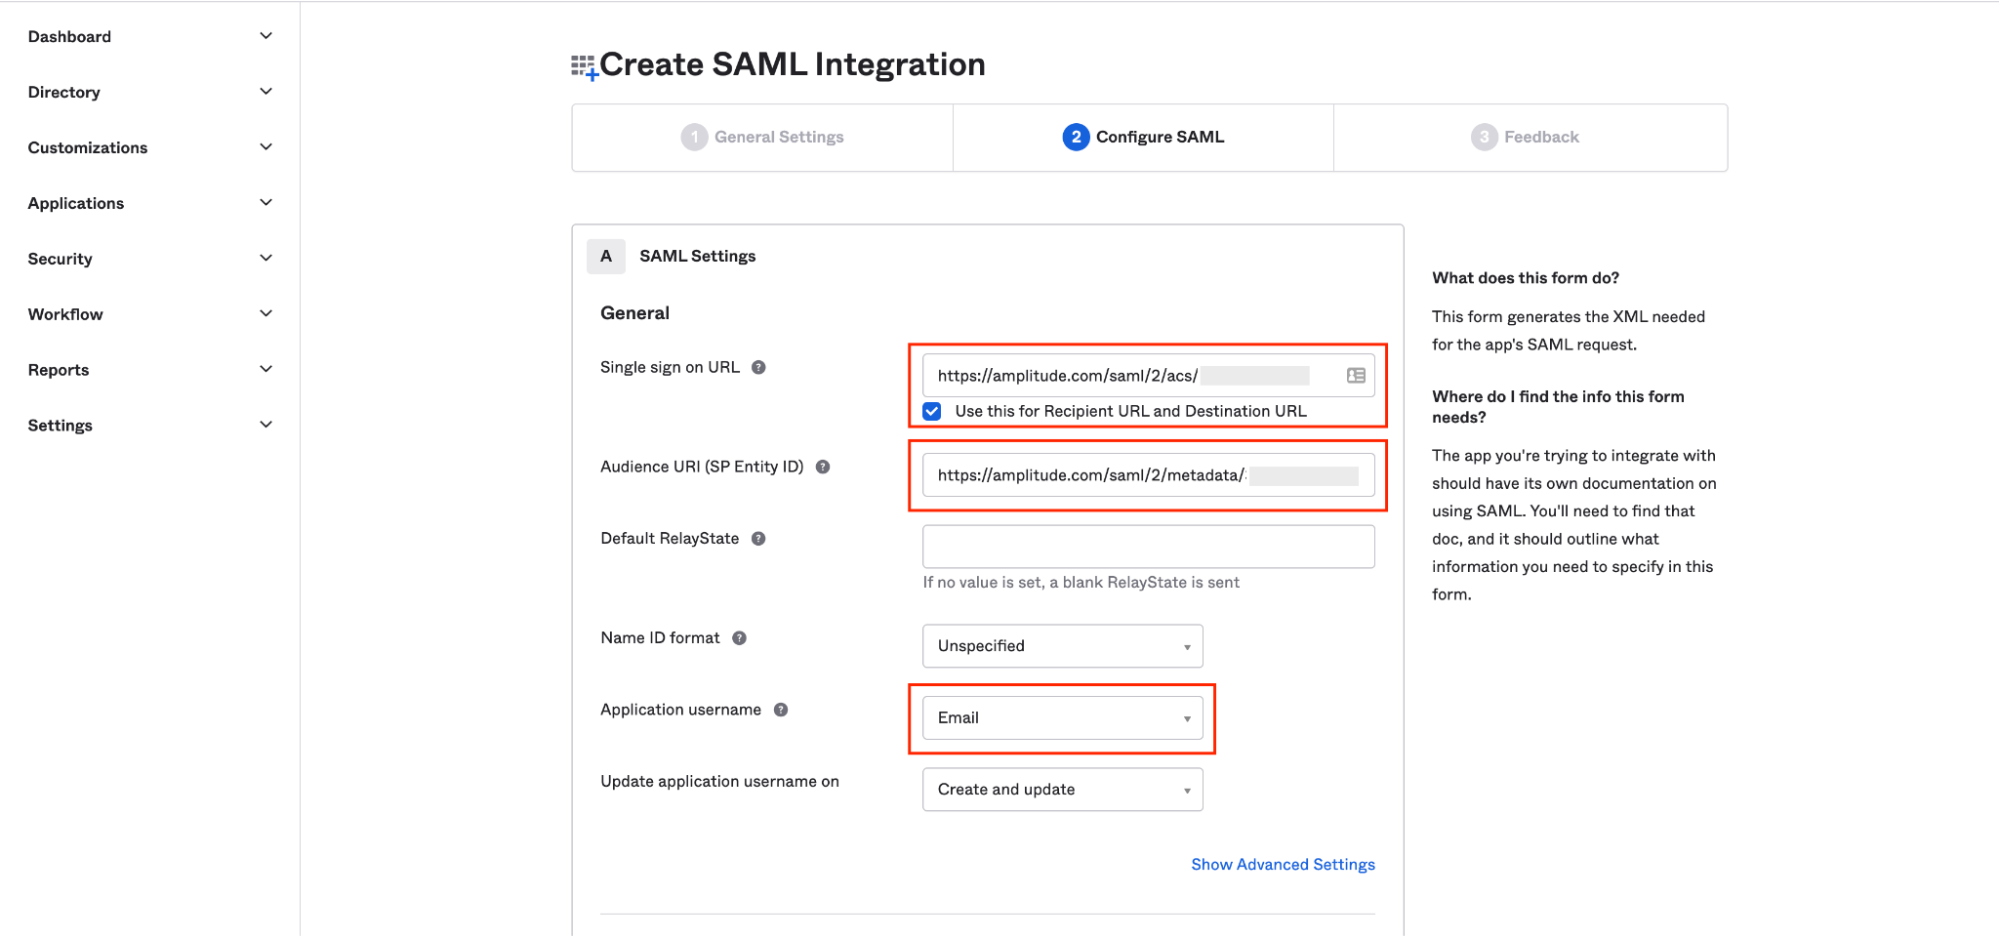 Dashboard
Directory
Customizations
Applications
Security
Workflow
Reports
Settings
Create SAML Integration
1 General Settings
2 Configure SAML
3 Feedback
A SAML Settings
General
Single sign on URL ?
https://amplitude.com/saml/2/acs/
Use this for Recipient URL and Destination URL
Audience URI (SP Entity ID) ?
https://amplitude.com/saml/2/metadata/
Default RelayState ?
If no value is set, a blank RelayState is sent
Name ID format ?
Unspecified
Application username ?
Email
Update application username on
Create and update
Show Advanced Settings
What does this form do?
This form generates the XML needed
for the app's SAML request.
Where do I find the info this form
needs?
The app you're trying to integrate with
should have its own documentation on
using SAML. You'll need to find that
doc, and it should outline what
information you need to specify in this
form.